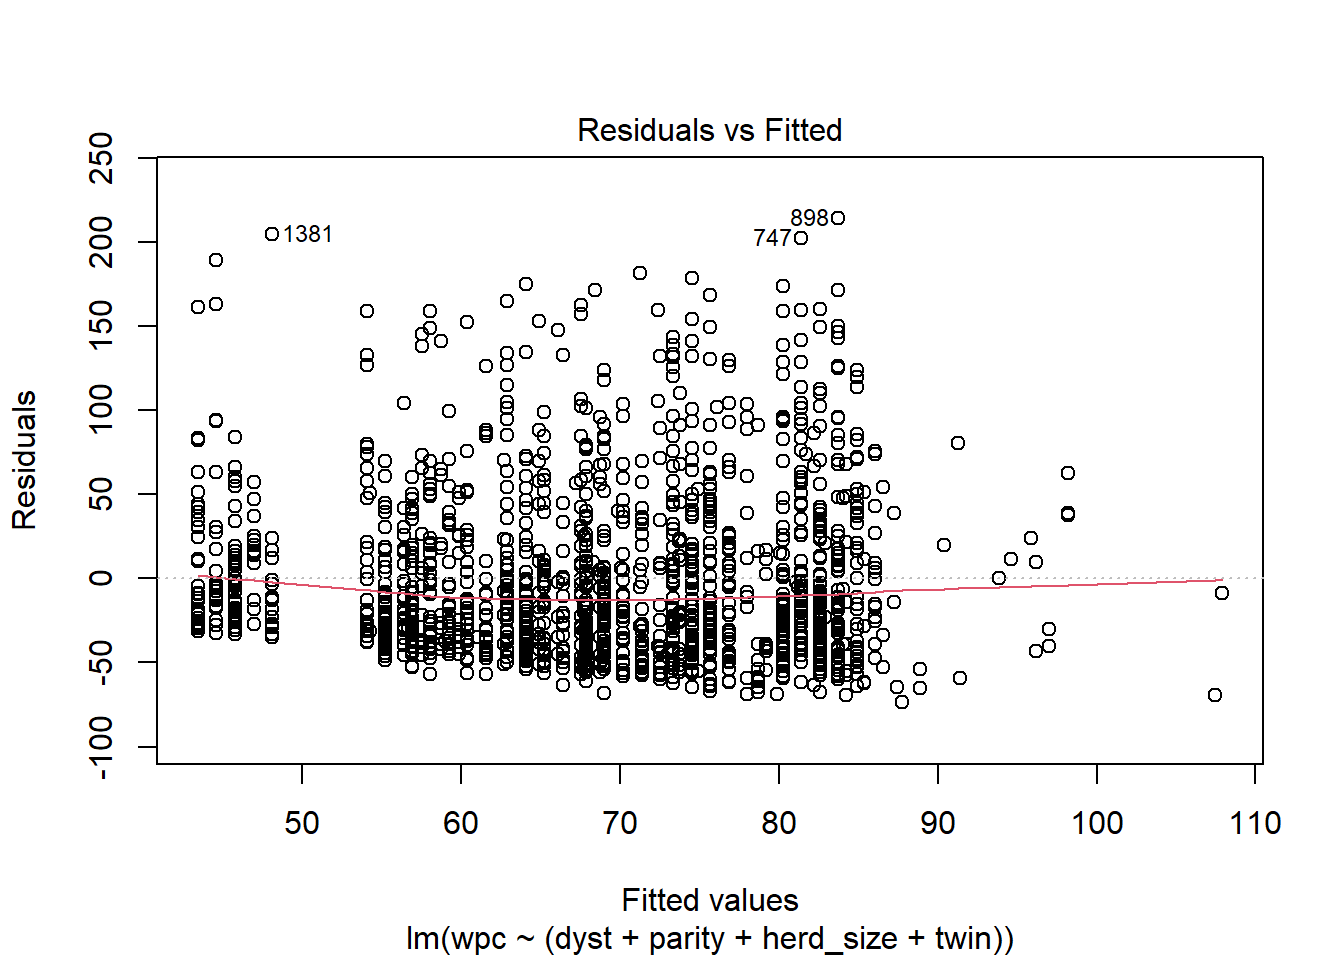 Residuals vs Fitted
250
200
150
100
50
0
-50
-100
Residuals
1381
898
747
50 60 70 80 90 100 110
Fitted values
lm(wpc ~ (dyst + parity + herd_size + twin))